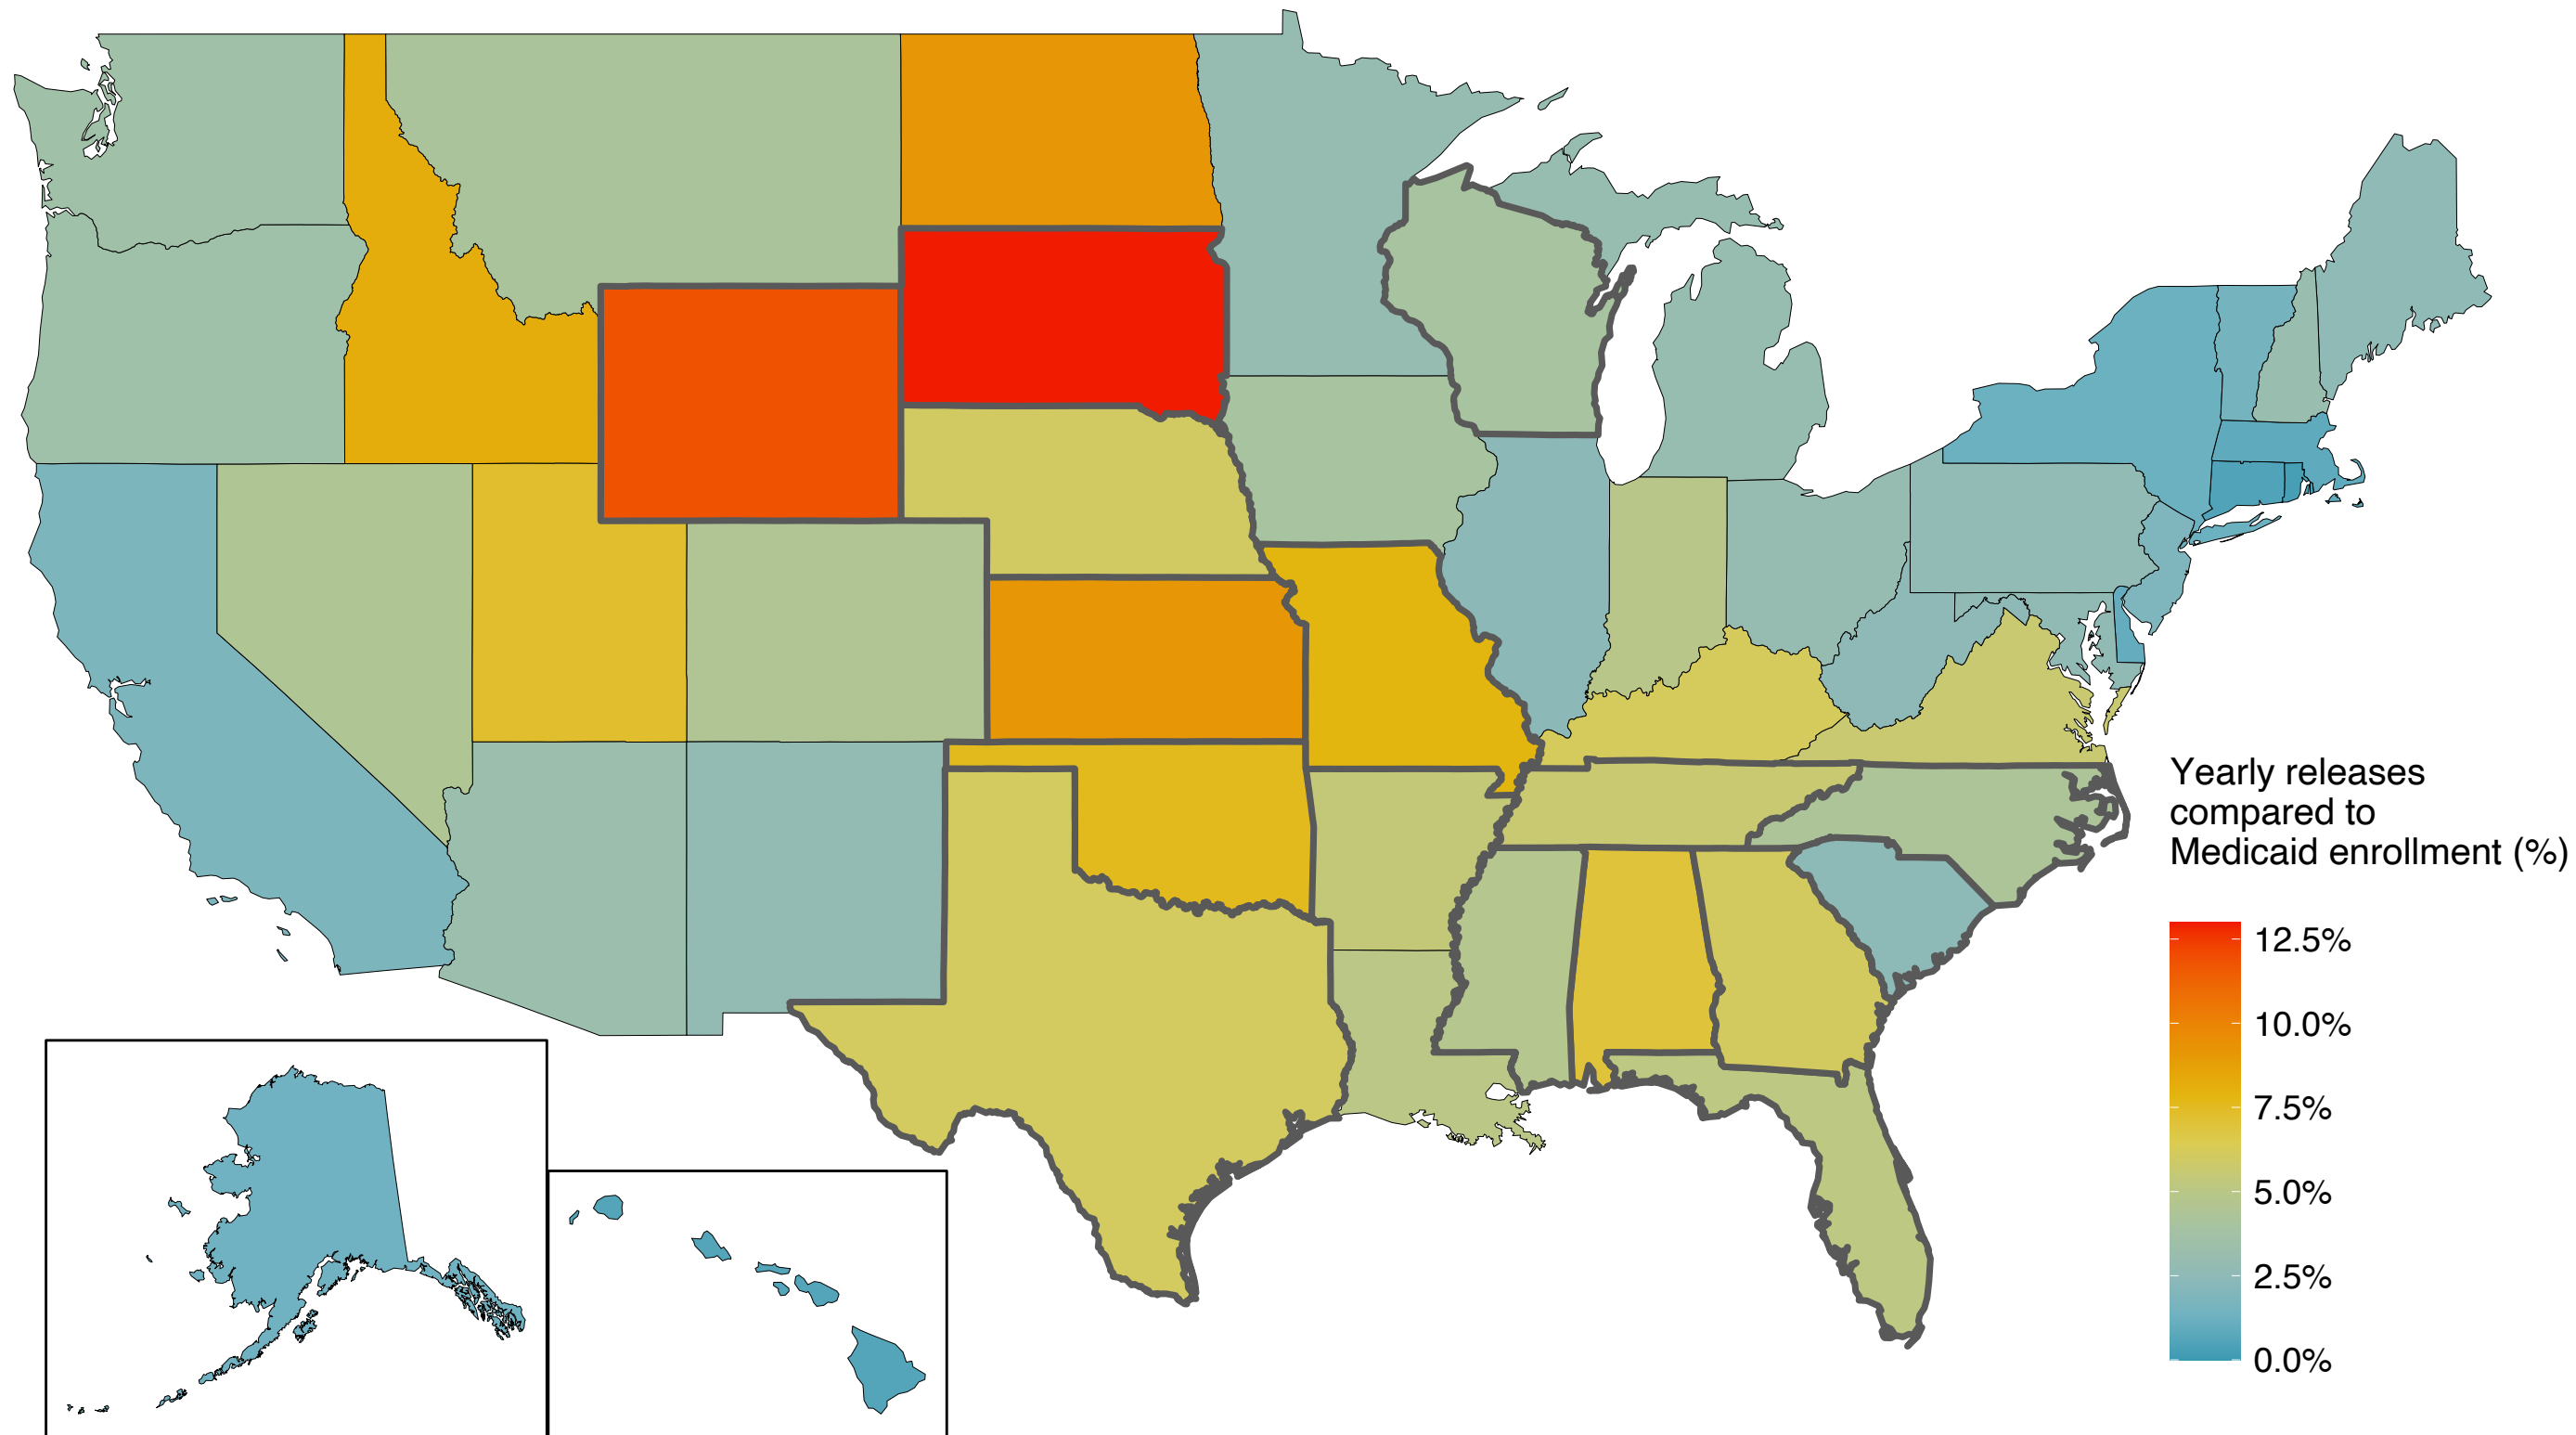 Yearly releases
compared to
Medicaid enrollment (%)
12.5%
10.0%
7.5%
5.0%
2.5%
0.0%